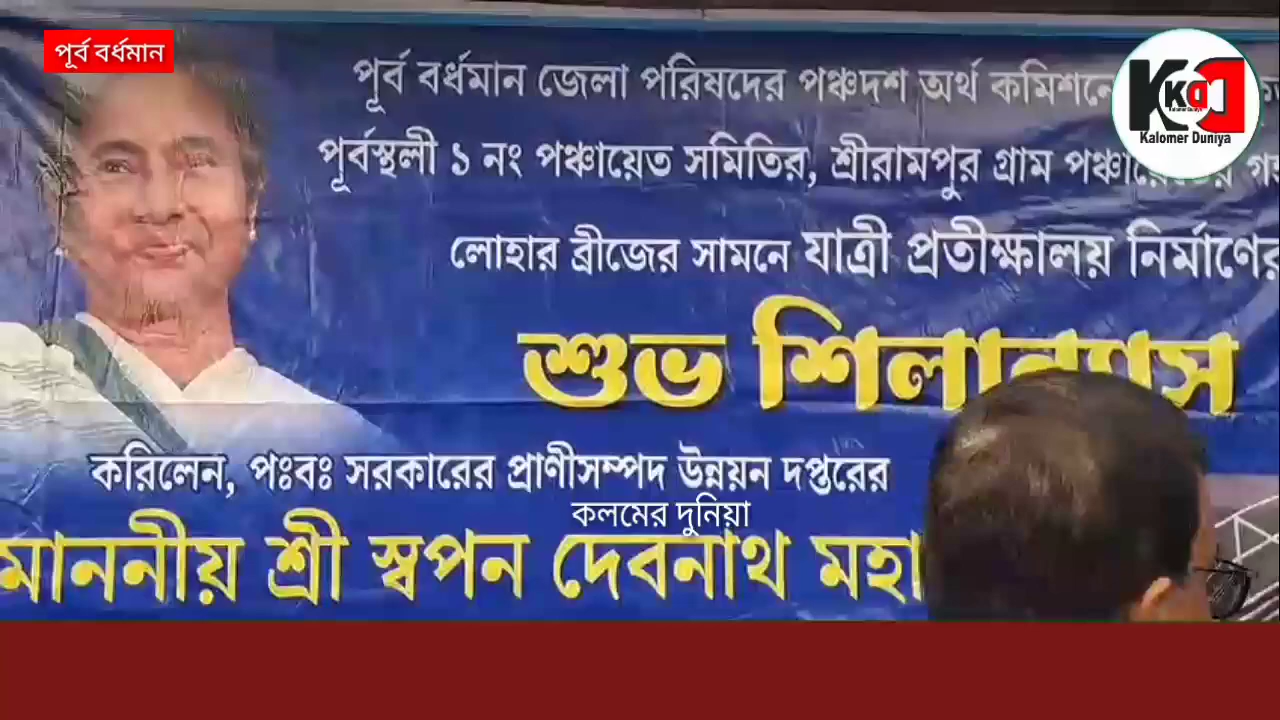 পূর্ব বর্ধমান
পূর্ব বর্ধমান জেলা পরিষদের পঞ্চদশ অর্থ কমিশনে
KKD
Kalomer Duniya
পূর্বস্থলী ১ নং পঞ্চায়েত সমিতির, শ্রীরামপুর গ্রাম পঞ্চায়েতের
লোহার ব্রীজের সামনে যাত্রী প্রতীক্ষালয় নির্মাণের
শুভ শিলান্যাস
করিলেন, পঃবঃ সরকারের প্রাণীসম্পদ উন্নয়ন দপ্তরের
কলমের দুনিয়া
মাননীয় শ্রী স্বপন দেবনাথ